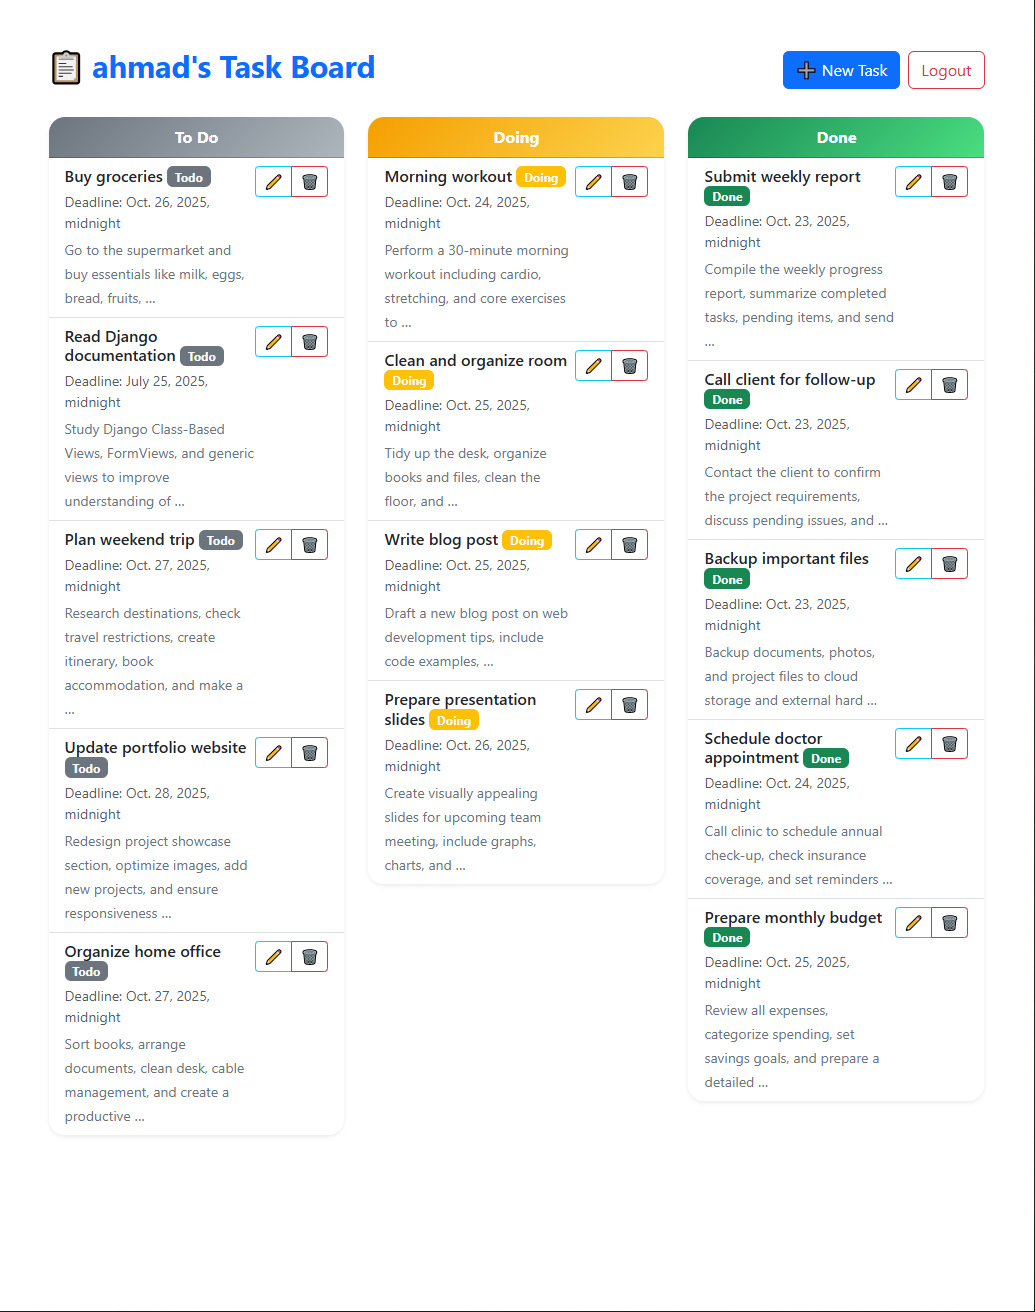 ahmad's Task Board
New Task
Logout
To Do
Buy groceries Todo
Deadline: Oct. 26, 2025,
midnight
Go to the supermarket and
buy essentials like milk, eggs,
bread, fruits, …
Read Django
documentation Todo
Deadline: July 25, 2025,
midnight
Study Django Class-Based
Views, FormViews, and generic
views to improve
understanding of …
Plan weekend trip Todo
Deadline: Oct. 27, 2025,
midnight
Research destinations, check
travel restrictions, create
itinerary, book
accommodation, and make a
…
Update portfolio website
Todo
Deadline: Oct. 28, 2025,
midnight
Redesign project showcase
section, optimize images, add
new projects, and ensure
responsiveness …
Organize home office
Todo
Deadline: Oct. 27, 2025,
midnight
Sort books, arrange
documents, clean desk, cable
management, and create a
productive …
Doing
Morning workout Doing
Deadline: Oct. 24, 2025,
midnight
Perform a 30-minute morning
workout including cardio,
stretching, and core exercises
to …
Clean and organize room
Doing
Deadline: Oct. 25, 2025,
midnight
Tidy up the desk, organize
books and files, clean the
floor, and …
Write blog post Doing
Deadline: Oct. 25, 2025,
midnight
Draft a new blog post on web
development tips, include
code examples, …
Prepare presentation
slides Doing
Deadline: Oct. 26, 2025,
midnight
Create visually appealing
slides for upcoming team
meeting, include graphs,
charts, and …
Done
Submit weekly report
Done
Deadline: Oct. 23, 2025,
midnight
Compile the weekly progress
report, summarize completed
tasks, pending items, and send
…
Call client for follow-up
Done
Deadline: Oct. 23, 2025,
midnight
Contact the client to confirm
the project requirements,
discuss pending issues, and …
Backup important files
Done
Deadline: Oct. 23, 2025,
midnight
Backup documents, photos,
and project files to cloud
storage and external hard …
Schedule doctor
appointment Done
Deadline: Oct. 24, 2025,
midnight
Call clinic to schedule annual
check-up, check insurance
coverage, and set reminders …
Prepare monthly budget
Done
Deadline: Oct. 25, 2025,
midnight
Review all expenses,
categorize spending, set
savings goals, and prepare a
detailed …